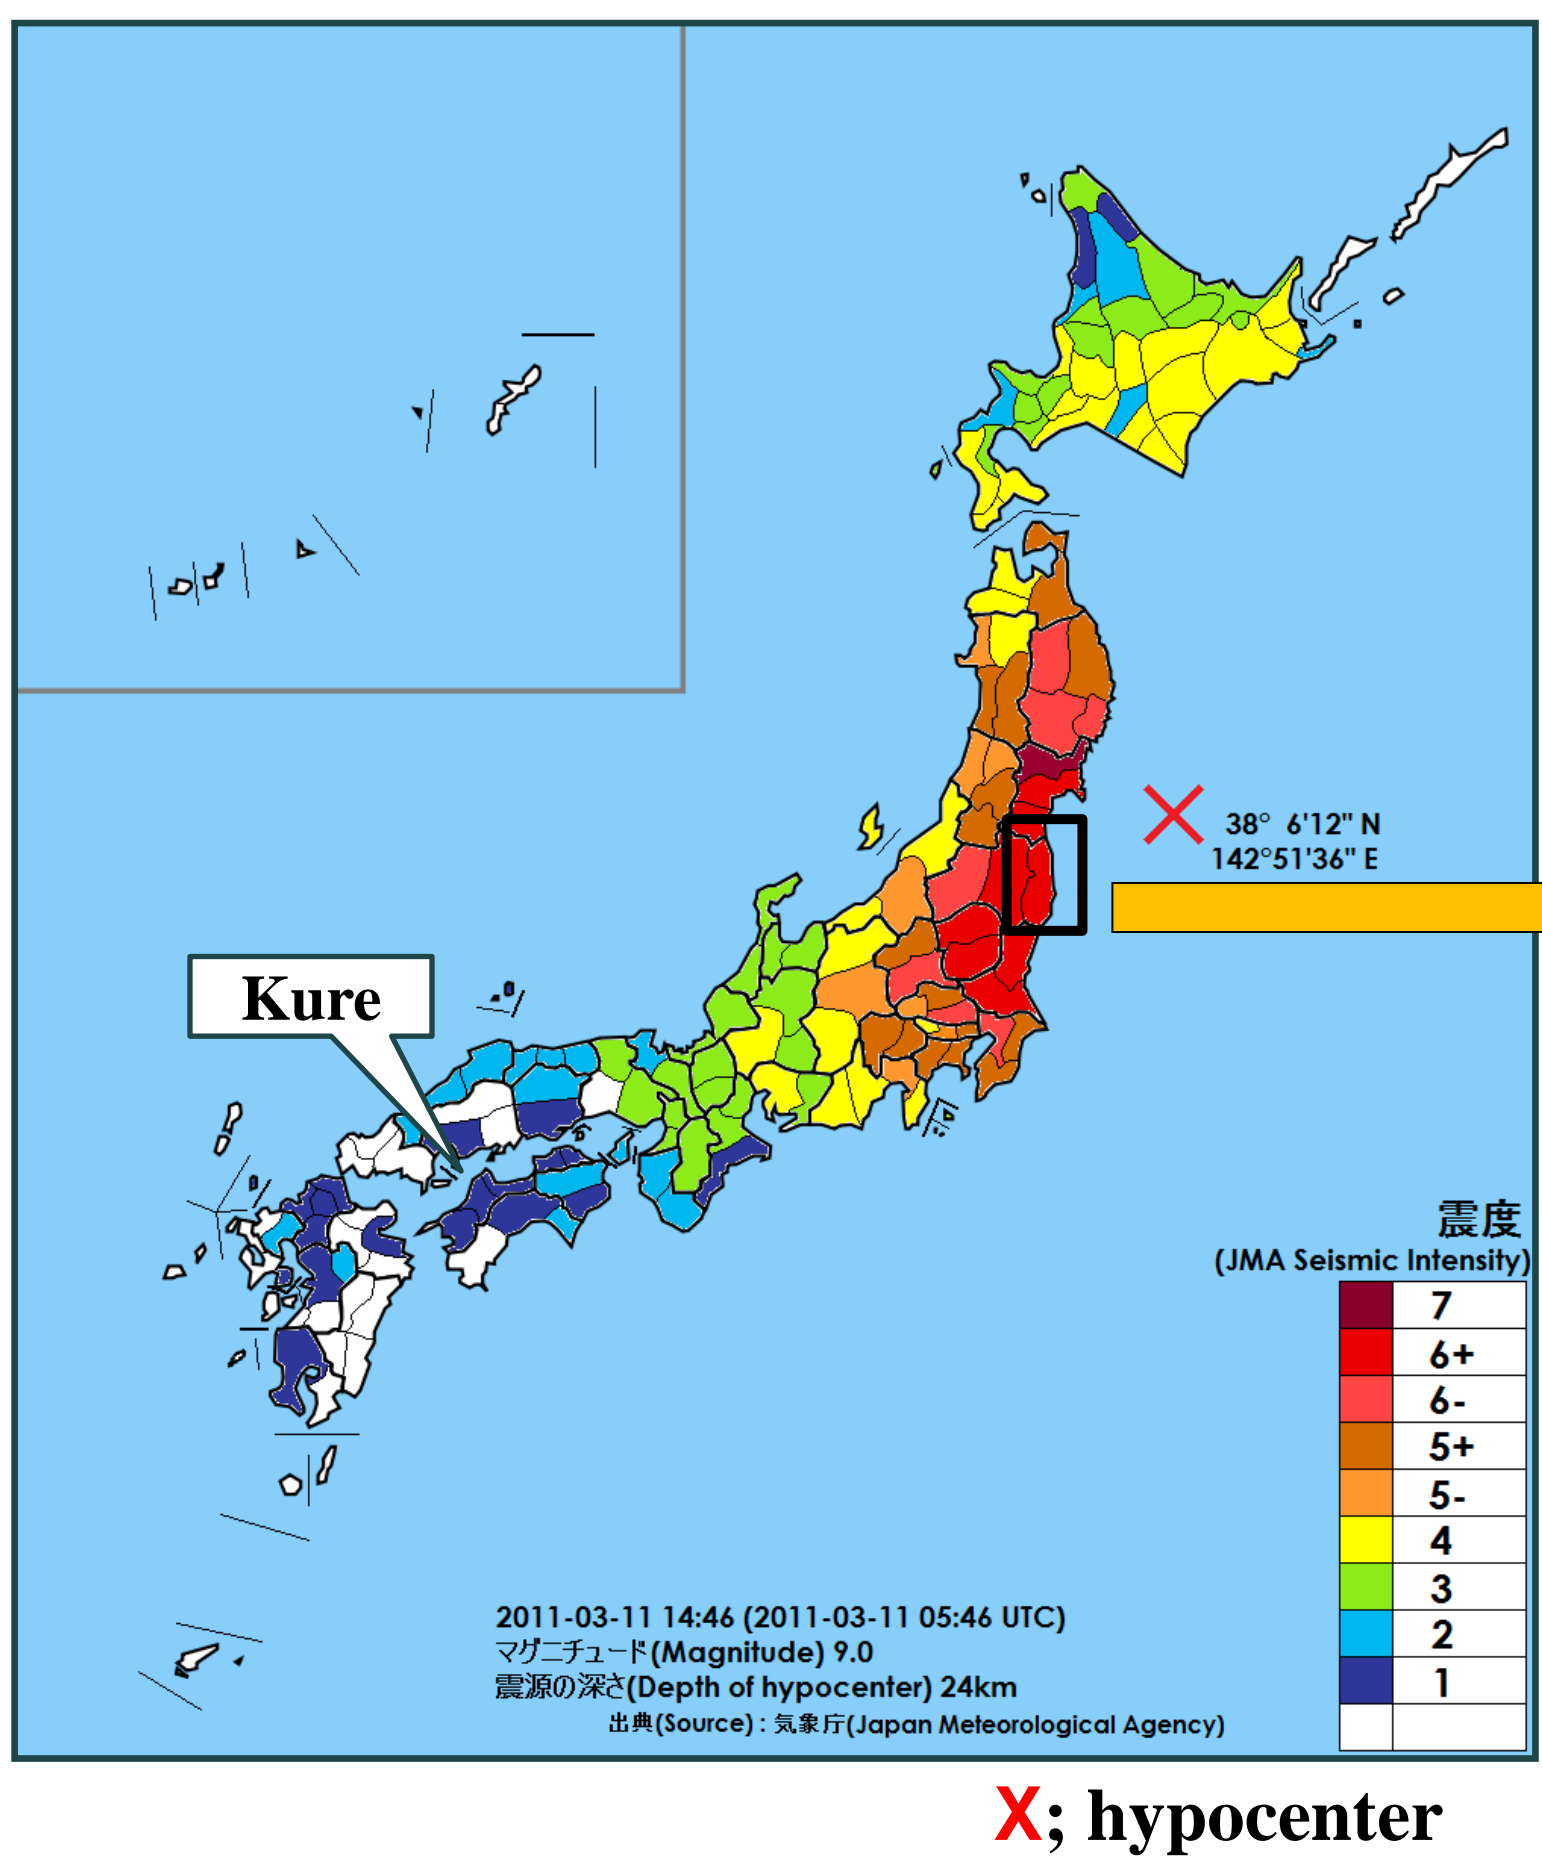 38° 6'12" N
142°51'36" E
Kure
震度
(JMA Seismic Intensity)
7
6+
6-
5+
5-
4
3
2
1
2011-03-11 14:46 (2011-03-11 05:46 UTC)
マグニチュード(Magnitude) 9.0
震源の深さ(Depth of hypocenter) 24km
出典(Source) : 気象庁(Japan Meteorological Agency)
X; hypocenter